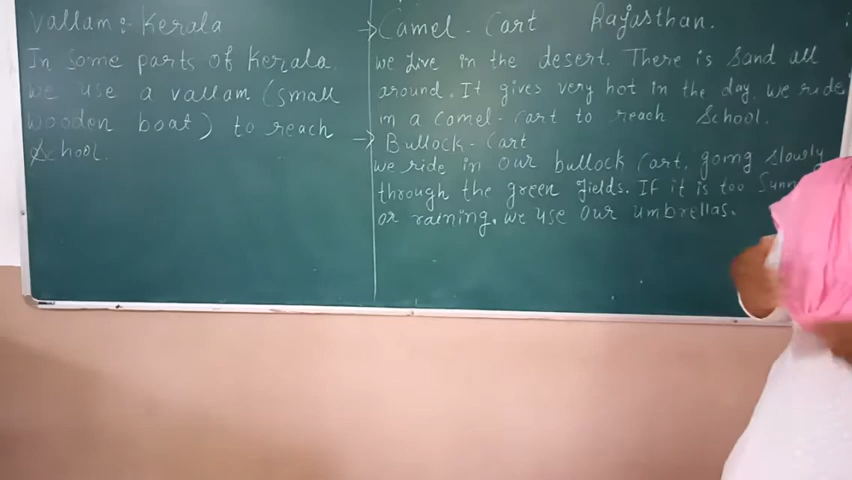 Vallam :- Kerala
In some parts of Kerala
we use a vallam (small
wooden boat) to reach
School.
→ Camel - Cart Rajasthan.
we live in the desert. There is sand all
around. It gives very hot in the day. we ride
in a camel - cart to reach School.
→ Bullock - Cart
we ride in our bullock cart, going slowly
through the green fields. If it is too
or raining. we use our umbrellas.